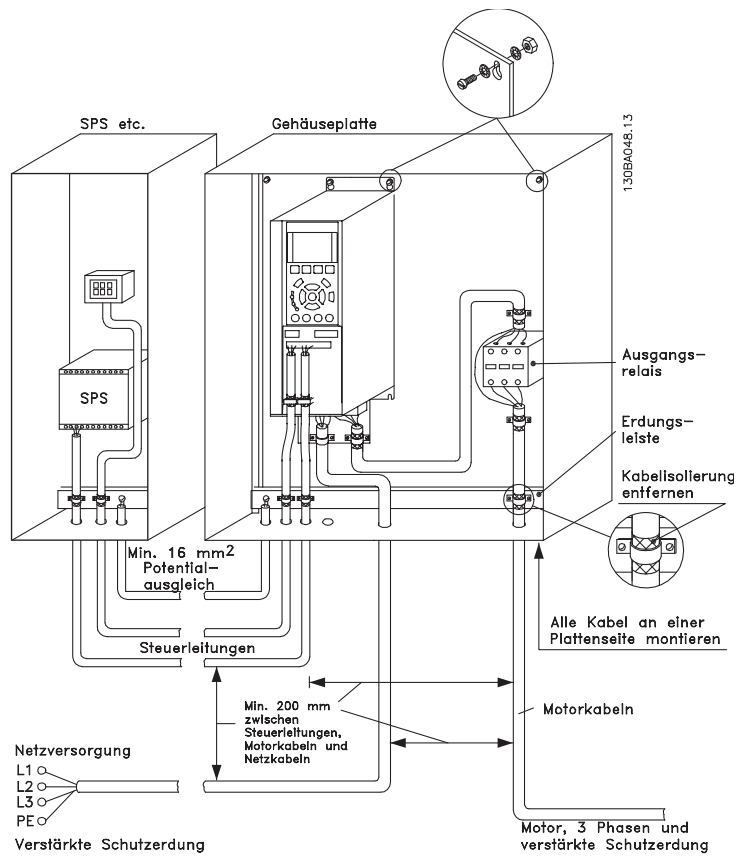 SPS etc.
Gehäuseplatte
130BA048.13
SPS
Ausgangs-
relais
Erdungs-
leiste
Kabelisolierung
entfernen
Min. 16 mm2
Potential-
ausgleich
Alle Kabel an einer
Plattenseite montieren
Steuerleitungen
Min. 200 mm
zwischen
Steuerleitungen,
Motorkabeln und
Netzkabeln
Motorkabeln
Netzversorgung
L1
L2
L3
PE
Verstärkte Schutzerdung
Motor, 3 Phasen und
verstärkte Schutzerdung